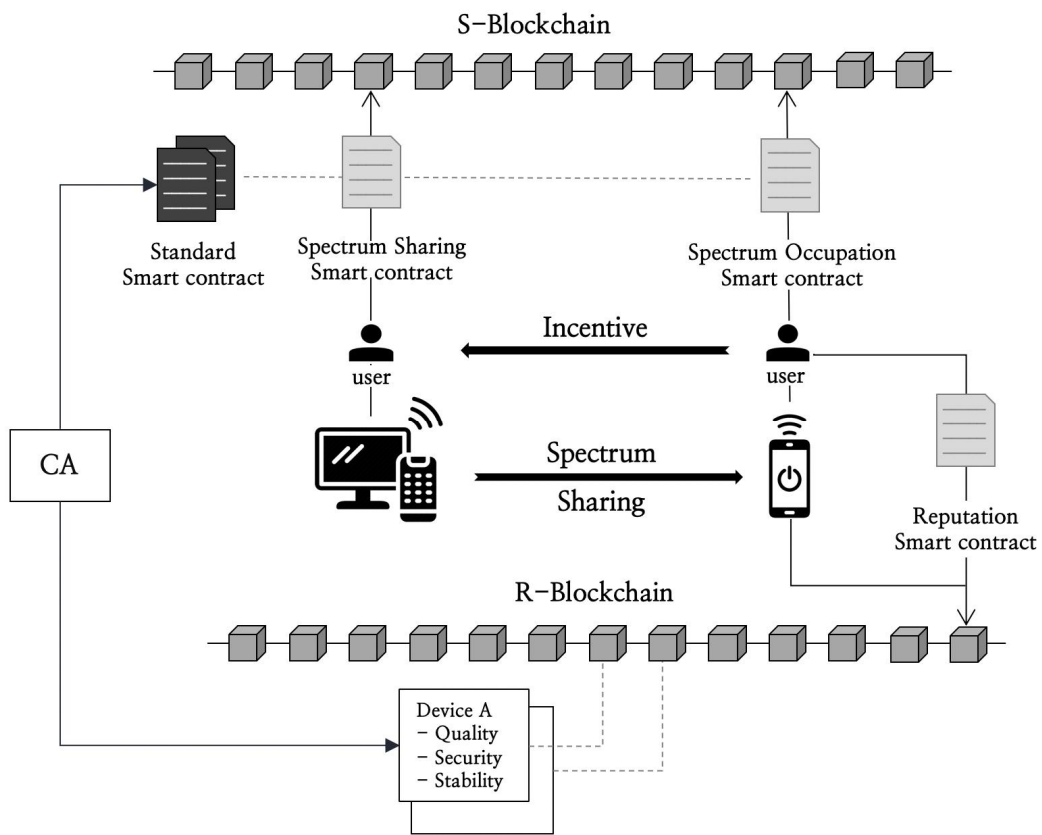 S-Blockchain
Standard
Smart contract
Spectrum Sharing
Smart contract
Spectrum Occupation
Smart contract
Incentive
user
user
CA
Spectrum
Sharing
Reputation
Smart contract
R-Blockchain
Device A
- Quality
- Security
- Stability